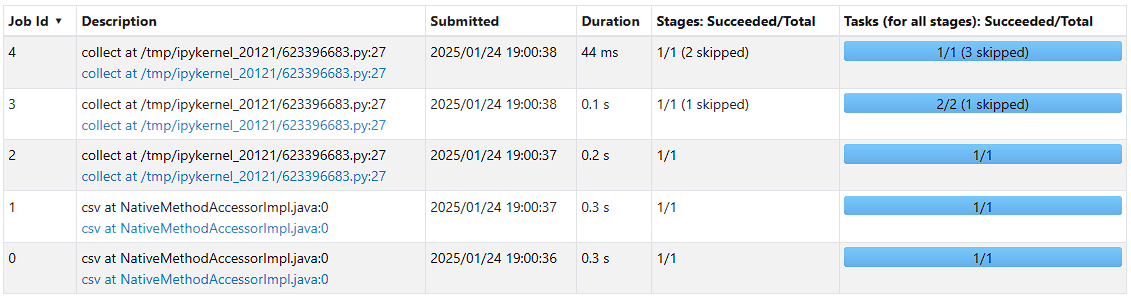 Job Id ▾ Description Submitted Duration Stages: Succeeded/Total Tasks (for all stages): Succeeded/Total
4 collect at /tmp/ipykernel_20121/623396683.py:27 2025/01/24 19:00:38 44 ms 1/1 (2 skipped) 1/1 (3 skipped)
collect at /tmp/ipykernel_20121/623396683.py:27
3 collect at /tmp/ipykernel_20121/623396683.py:27 2025/01/24 19:00:38 0.1 s 1/1 (1 skipped) 2/2 (1 skipped)
collect at /tmp/ipykernel_20121/623396683.py:27
2 collect at /tmp/ipykernel_20121/623396683.py:27 2025/01/24 19:00:37 0.2 s 1/1 1/1
collect at /tmp/ipykernel_20121/623396683.py:27
1 csv at NativeMethodAccessorImpl.java:0 2025/01/24 19:00:37 0.3 s 1/1 1/1
csv at NativeMethodAccessorImpl.java:0
0 csv at NativeMethodAccessorImpl.java:0 2025/01/24 19:00:36 0.3 s 1/1 1/1
csv at NativeMethodAccessorImpl.java:0